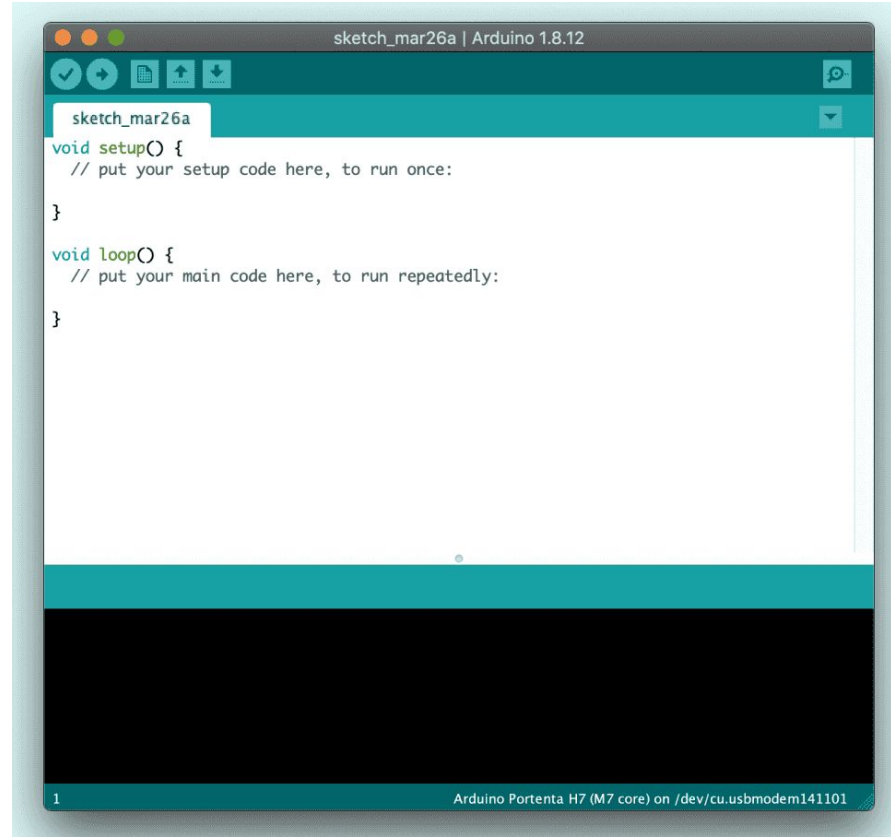 sketch_mar26a | Arduino 1.8.12
sketch_mar26a
void setup() {
  // put your setup code here, to run once:
}
void loop() {
  // put your main code here, to run repeatedly:
}
1
Arduino Portenta H7 (M7 core) on /dev/cu.usbmodem141101